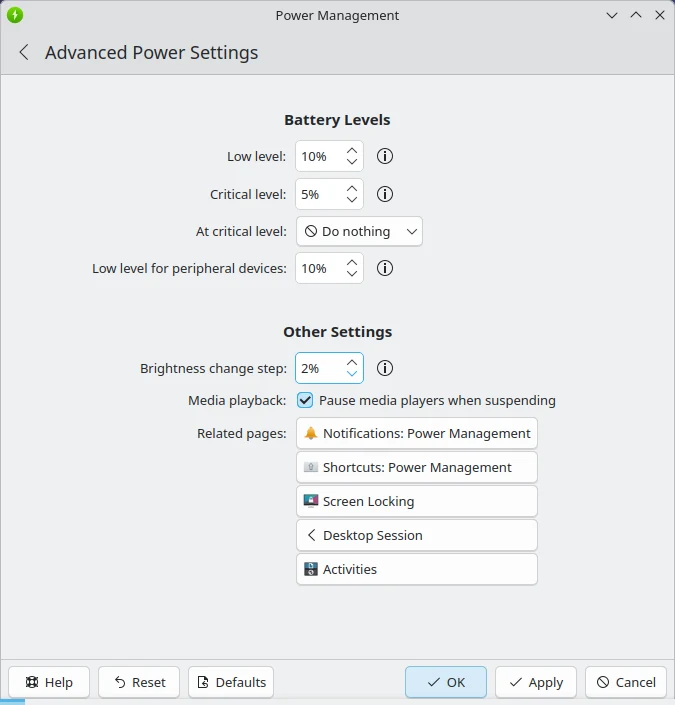 Power Management
Advanced Power Settings
Battery Levels
Low level: 10%
Critical level: 5%
At critical level: Do nothing
Low level for peripheral devices: 10%
Other Settings
Brightness change step: 2%
Media playback: Pause media players when suspending
Related pages: Notifications: Power Management
Shortcuts: Power Management
Screen Locking
Desktop Session
Activities
Help Reset Defaults OK Apply Cancel